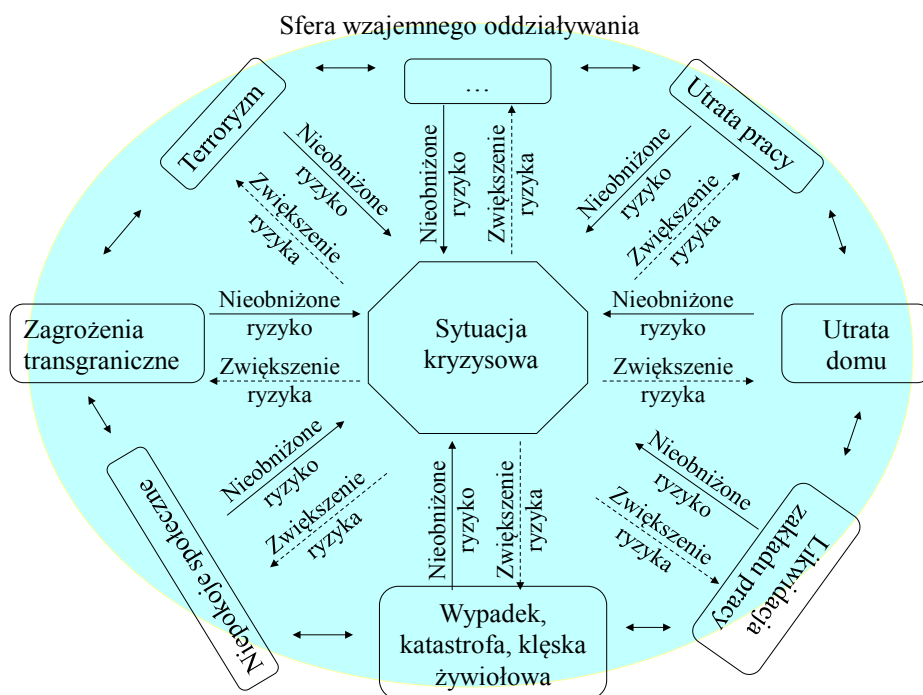 Sfera wzajemnego oddziaływania
…
Terroryzm
Utrata pracy
Nieobniżone
ryzyko
Zwiększenie
ryzyka
Nieobniżone
ryzyko
Zwiększenie
ryzyka
Nieobniżone
ryzyko
Zwiększenie
ryzyka
Zagrożenia
transgraniczne
Nieobniżone
ryzyko
Zwiększenie
ryzyka
Sytuacja
kryzysowa
Nieobniżone
ryzyko
Zwiększenie
ryzyka
Utrata
domu
Niepokoje społeczne
Nieobniżone
ryzyko
Zwiększenie
ryzyka
Nieobniżone
ryzyko
Zwiększenie
ryzyka
Nieobniżone
ryzyko
Zwiększenie
ryzyka
Likwidacja
zakładu pracy
Wypadek,
katastrofa, klęska
żywiołowa